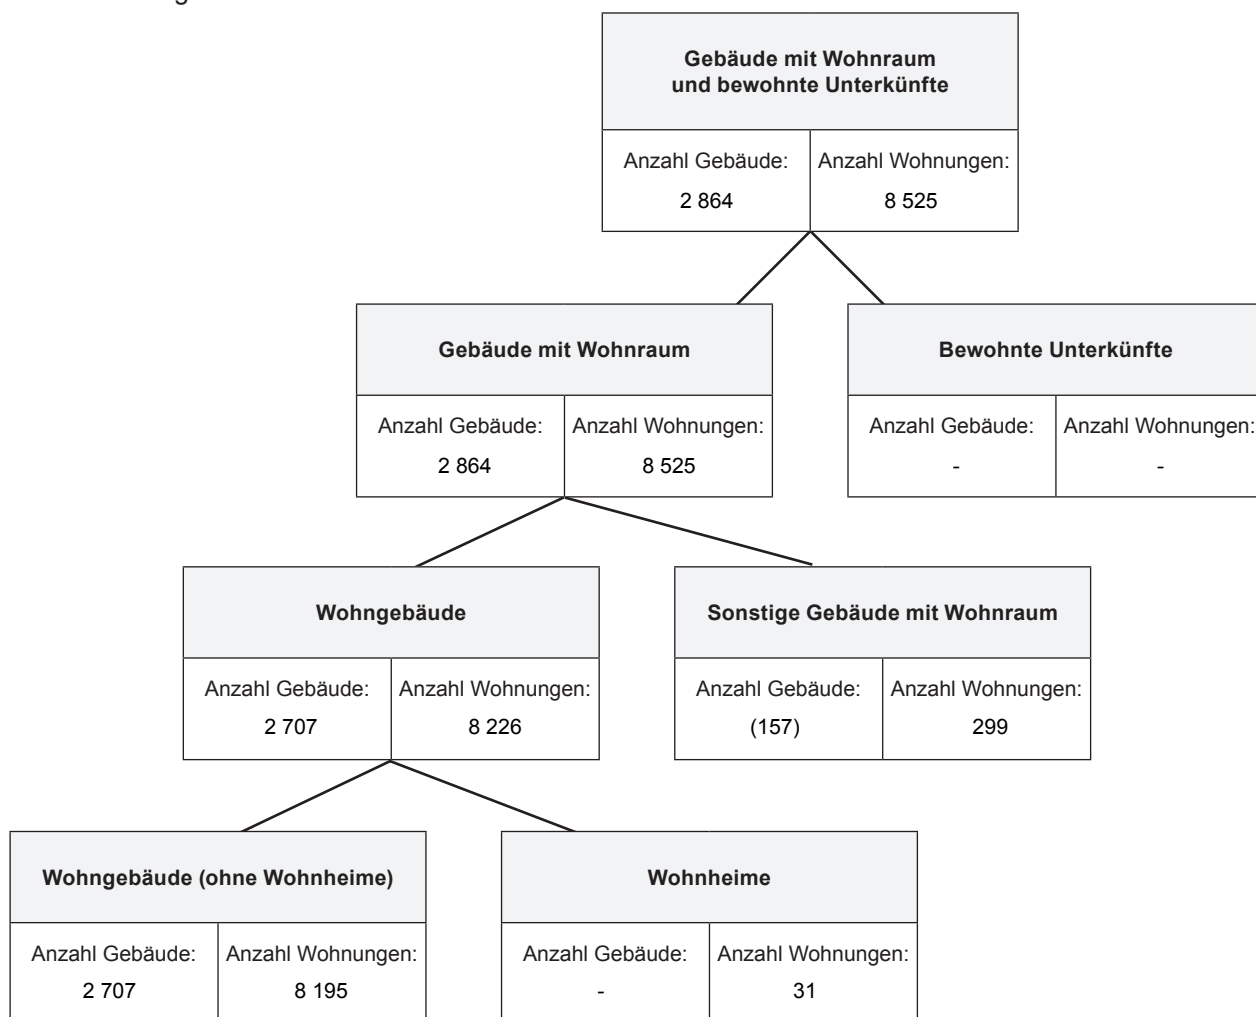 Gebäude mit Wohnraum
und bewohnte Unterkünfte
Anzahl Gebäude: Anzahl Wohnungen:
2 864 8 525
Gebäude mit Wohnraum Bewohnte Unterkünfte
Anzahl Gebäude: Anzahl Wohnungen: Anzahl Gebäude: Anzahl Wohnungen:
2 864 8 525 - -
Wohngebäude Sonstige Gebäude mit Wohnraum
Anzahl Gebäude: Anzahl Wohnungen: Anzahl Gebäude: Anzahl Wohnungen:
2 707 8 226 (157) 299
Wohngebäude (ohne Wohnheime) Wohnheime
Anzahl Gebäude: Anzahl Wohnungen: Anzahl Gebäude: Anzahl Wohnungen:
2 707 8 195 - 31